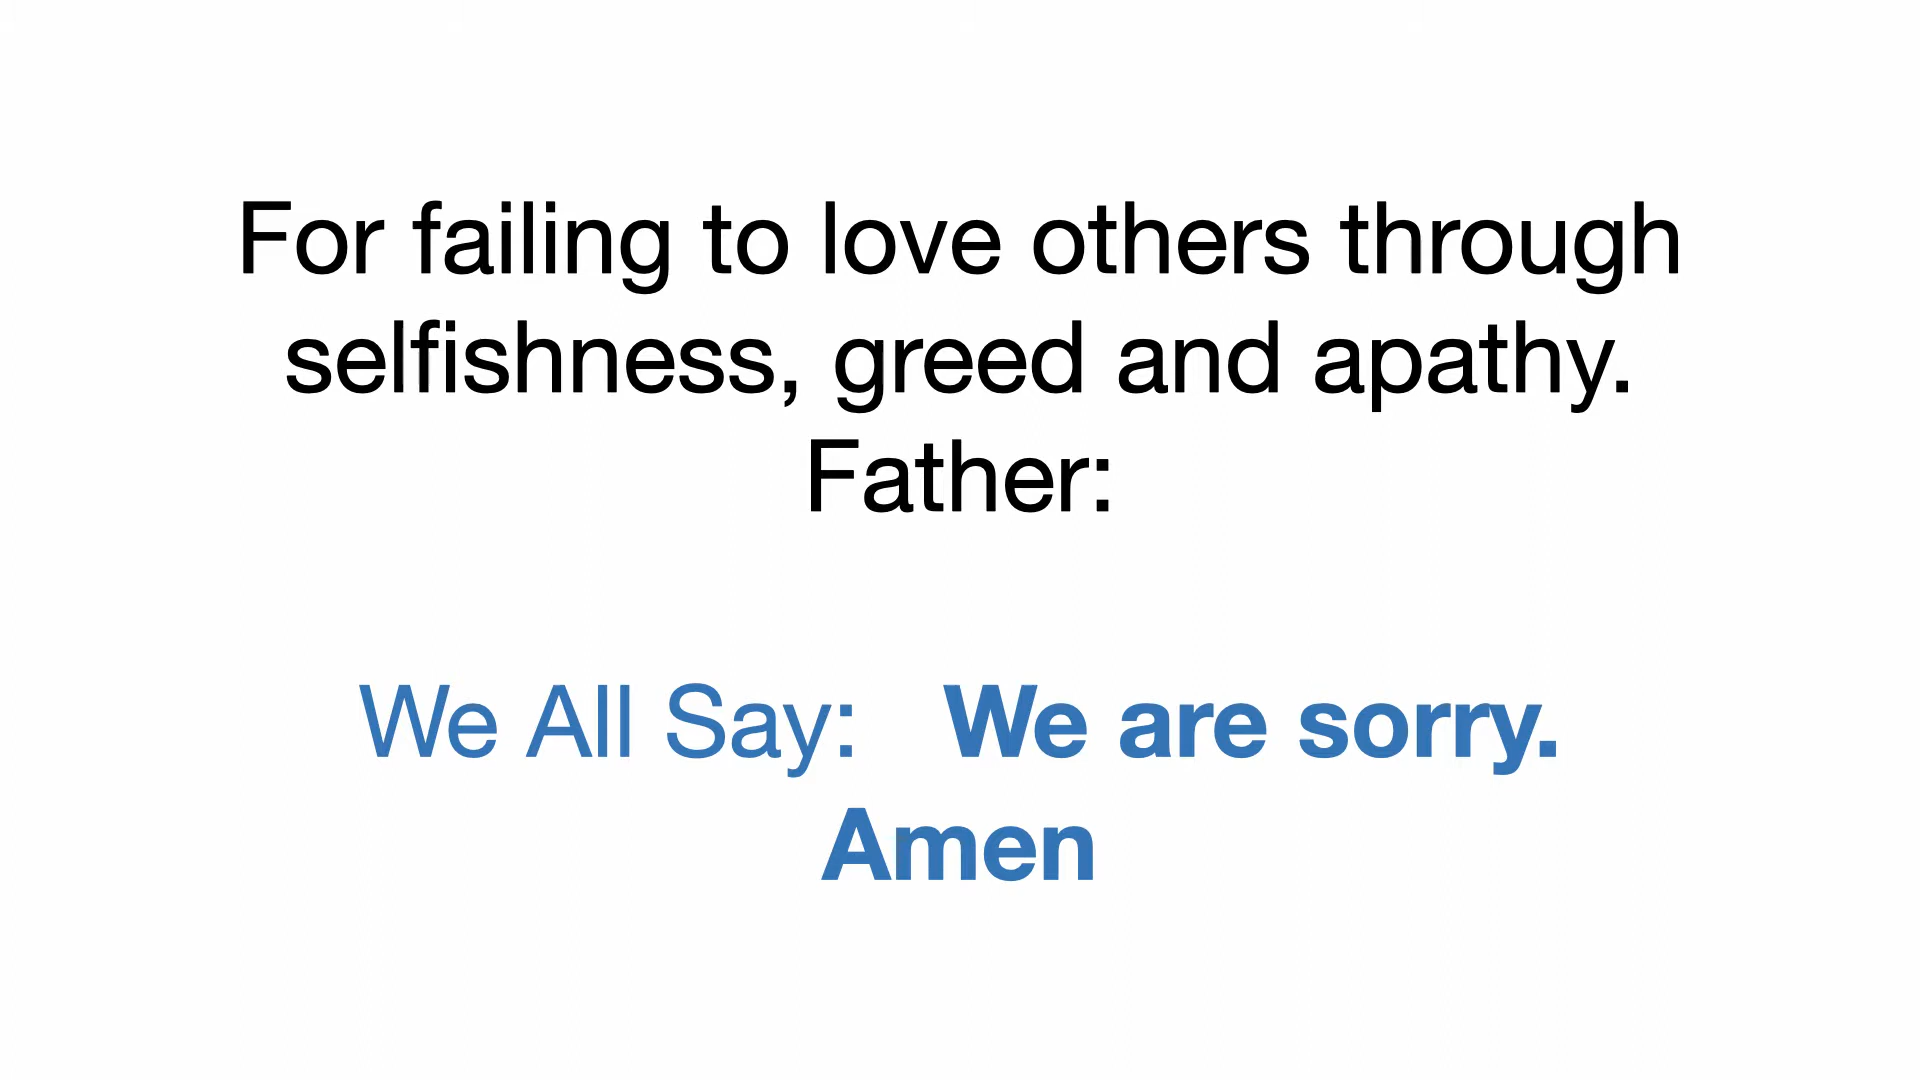 For failing to love others through
selfishness, greed and apathy.
Father:
We All Say: We are sorry.
Amen